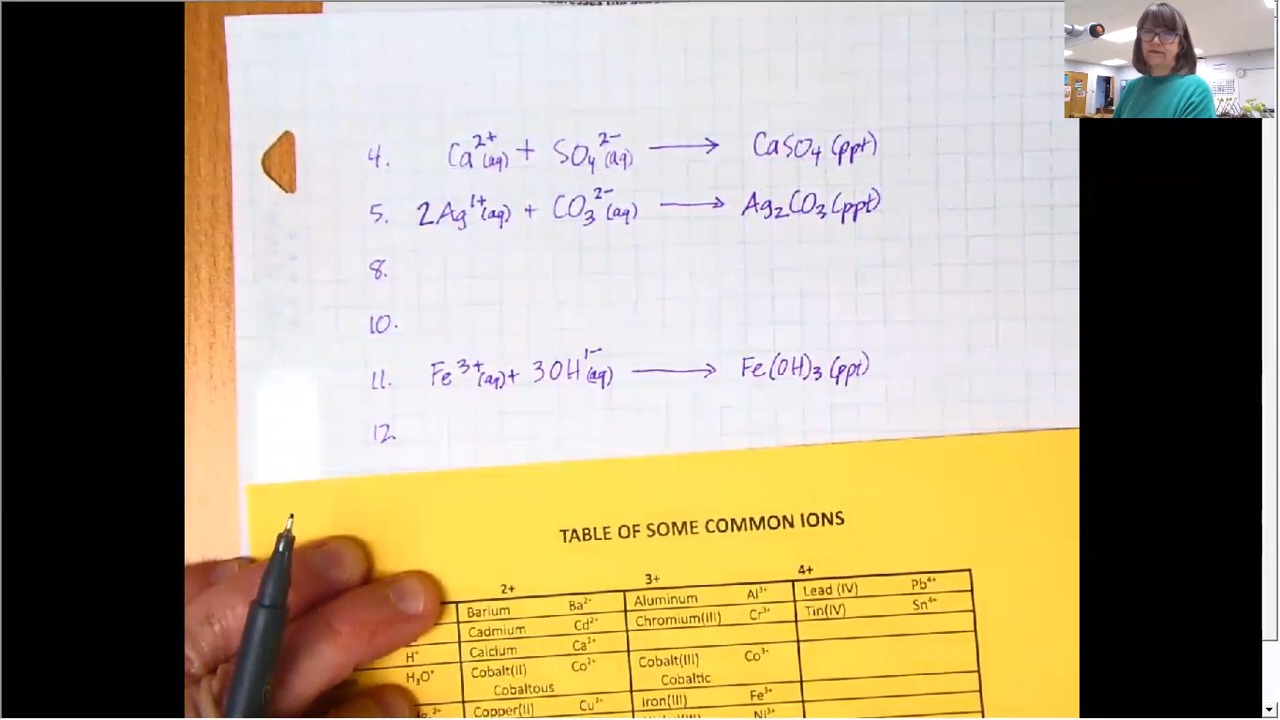 4. Ca²⁺(aq) + SO₄²⁻(aq) ⟶ CaSO₄(ppt)
5. 2Ag¹⁺(aq) + CO₃²⁻(aq) ⟶ Ag₂CO₃(ppt)
8.
10.
11. Fe³⁺(aq) + 3OH¹⁻(aq) ⟶ Fe(OH)₃(ppt)
12.
TABLE OF SOME COMMON IONS
2+ 3+ 4+
Barium Ba²⁺ Aluminum Al³⁺ Lead (IV) Pb⁴⁺
Cadmium Cd²⁺ Chromium(III) Cr³⁺ Tin(IV) Sn⁴⁺
H⁺ Calcium Ca²⁺
H₃O⁺ Cobalt(II) Co²⁺ Cobalt(III) Co³⁺
Cobaltous Cobaltic
Copper(II) Cu²⁺ Iron(III) Fe³⁺
Ni³⁺